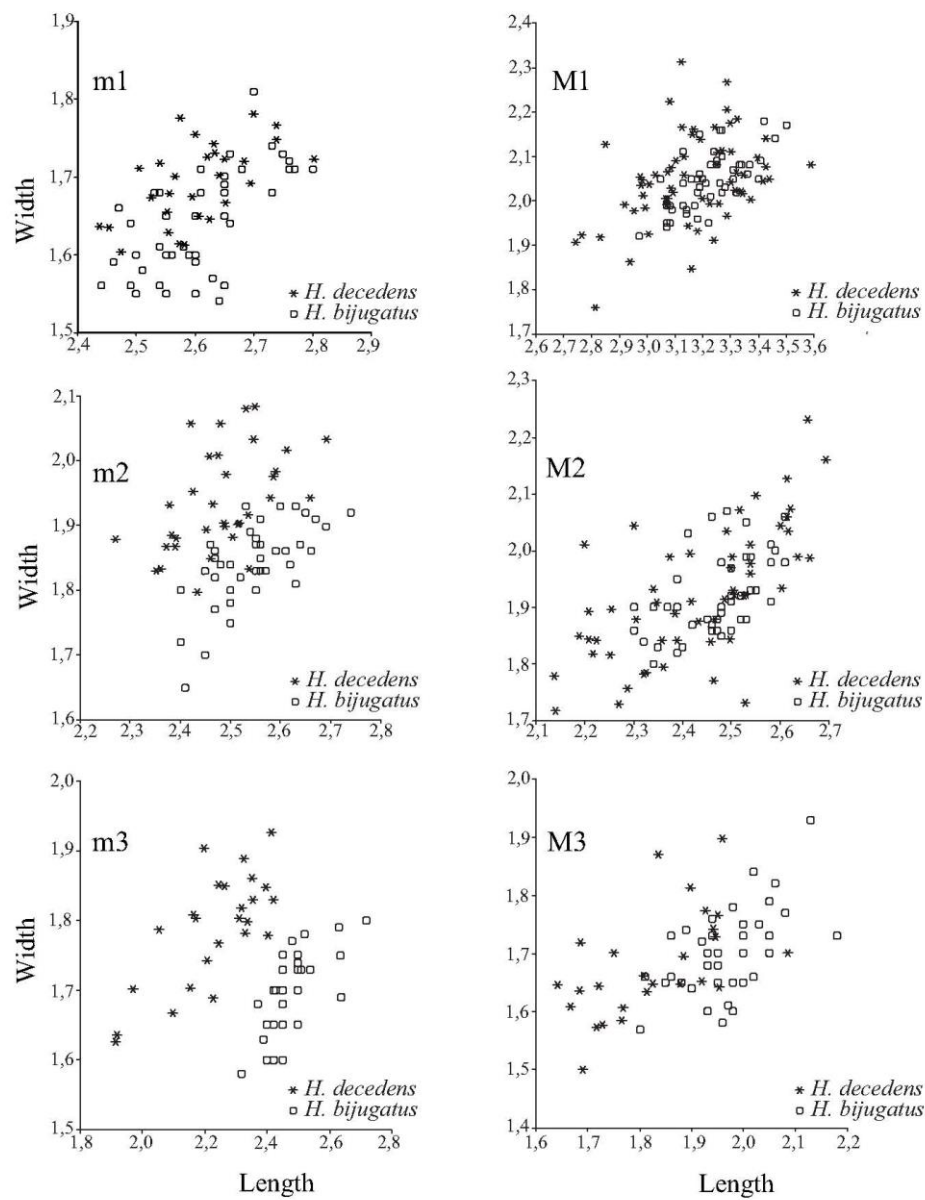 1,9
1,8
1,7
1,6
1,5
Width
m1
* H. decedens
□ H. bijugatus
2,4 2,5 2,6 2,7 2,8 2,9
2,4
2,3
2,2
2,1
2,0
1,9
1,8
1,7
M1
* H. decedens
□ H. bijugatus
2,6 2,7 2,8 2,9 3,0 3,1 3,2 3,3 3,4 3,5 3,6
2,1
2,0
1,9
1,8
1,7
1,6
Width
m2
* H. decedens
□ H. bijugatus
2,2 2,3 2,4 2,5 2,6 2,7 2,8
2,3
2,2
2,1
2,0
1,9
1,8
1,7
M2
* H. decedens
□ H. bijugatus
2,1 2,2 2,3 2,4 2,5 2,6 2,7
2,0
1,9
1,8
1,7
1,6
1,5
Width
m3
* H. decedens
□ H. bijugatus
1,8 2,0 2,2 2,4 2,6 2,8
Length
2,0
1,9
1,8
1,7
1,6
1,5
1,4
M3
* H. decedens
□ H. bijugatus
1,6 1,7 1,8 1,9 2,0 2,1 2,2
Length